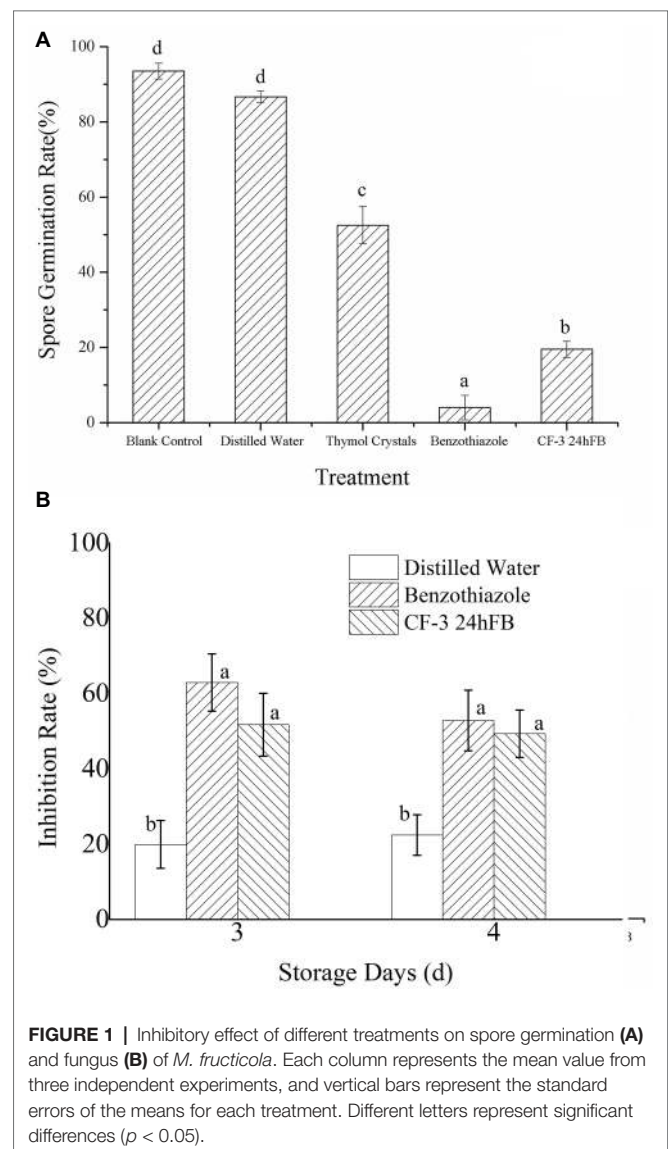 A
100
80
60
40
20
0
Spore Germination Rate(%)
d
d
c
a
b
Blank Control Distilled Water Thymol Crystals Benzothiazole CF-3 24hFB
Treatment
B
100
80
60
40
20
0
Inhibition Rate (%)
Distilled Water
Benzothiazole
CF-3 24hFB
b a a b a a
3 4
Storage Days (d)
FIGURE 1 | Inhibitory effect of different treatments on spore germination (A)
and fungus (B) of M. fructicola. Each column represents the mean value from
three independent experiments, and vertical bars represent the standard
errors of the means for each treatment. Different letters represent significant
differences (p < 0.05).